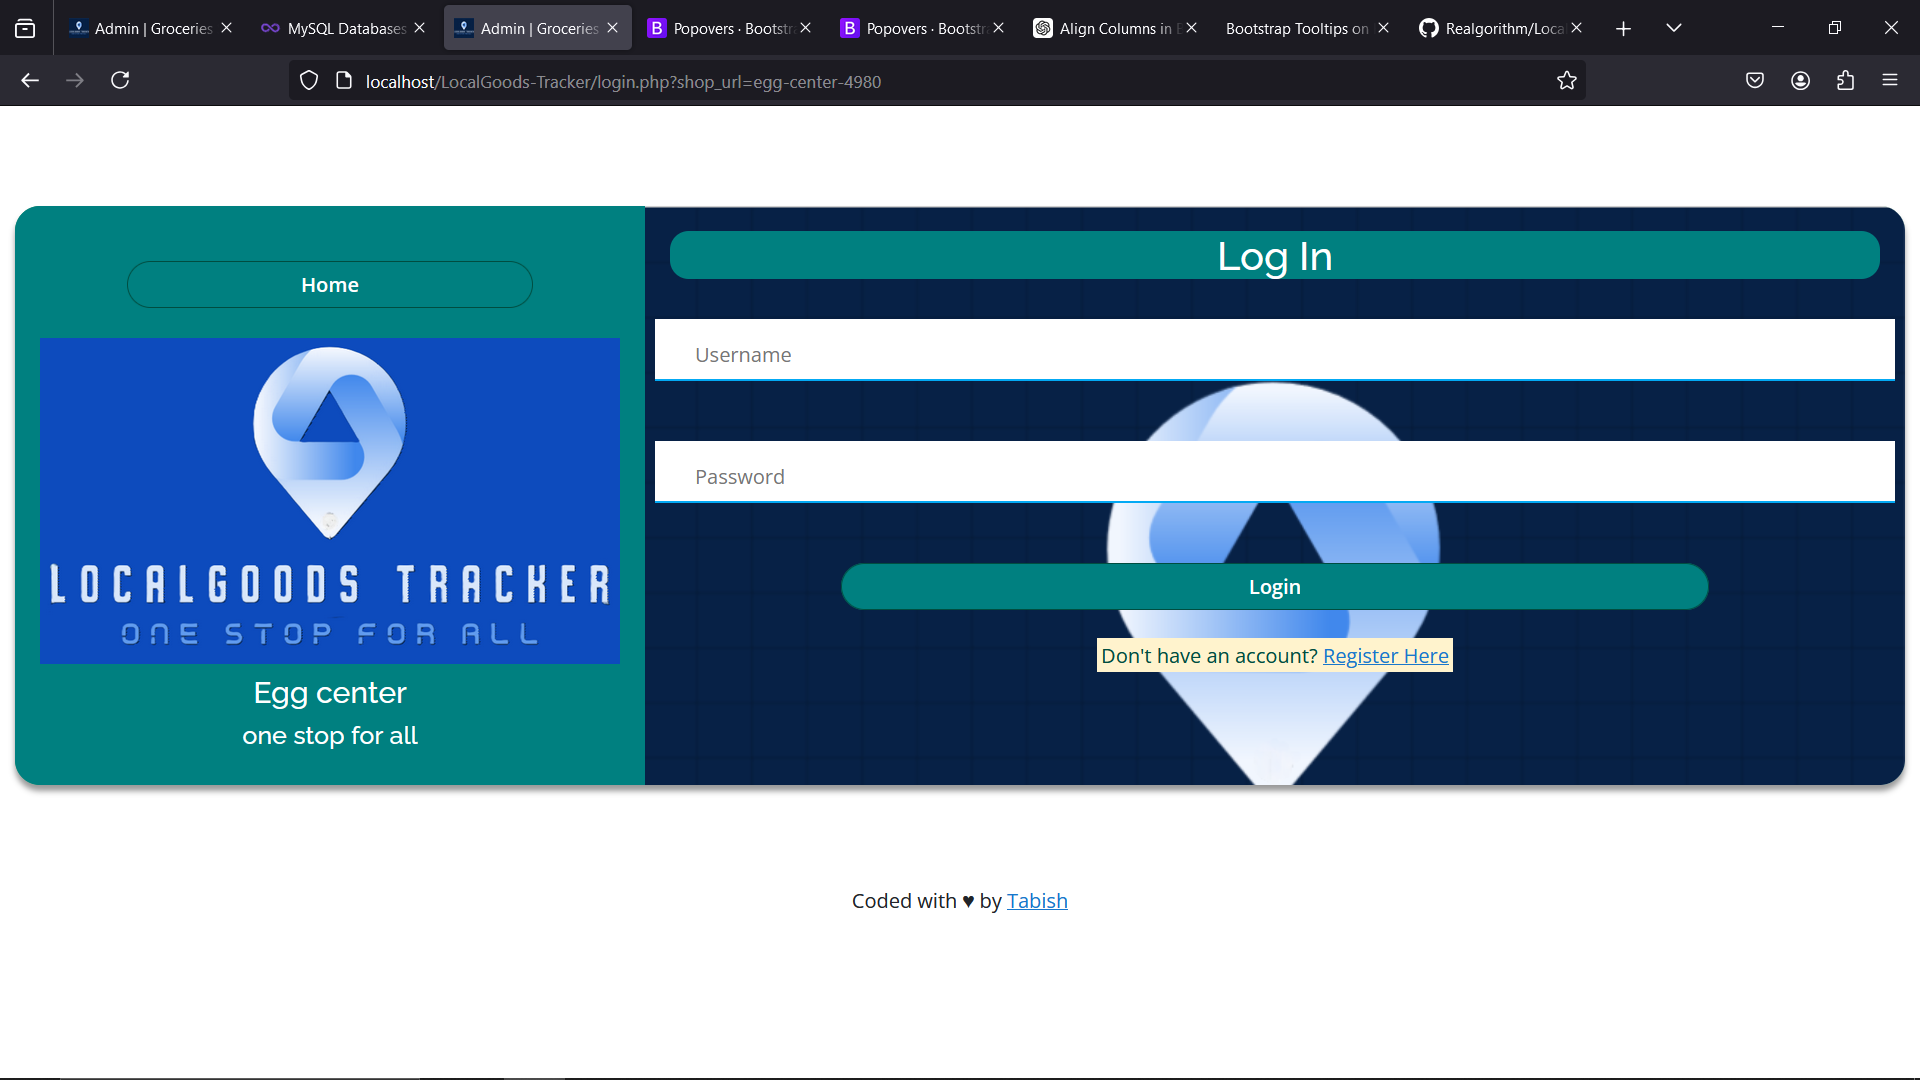 Admin | Groceries
MySQL Databases
Admin | Groceries
Popovers · Bootstr
Popovers · Bootstr
Align Columns in
Bootstrap Tooltips on
Realgorithm/Loca
localhost/LocalGoods-Tracker/login.php?shop_url=egg-center-4980
Home
LOCALGOODS TRACKER
ONE STOP FOR ALL
Egg center
one stop for all
Log In
Username
Password
Login
Don't have an account? Register Here
Coded with ♥ by Tabish